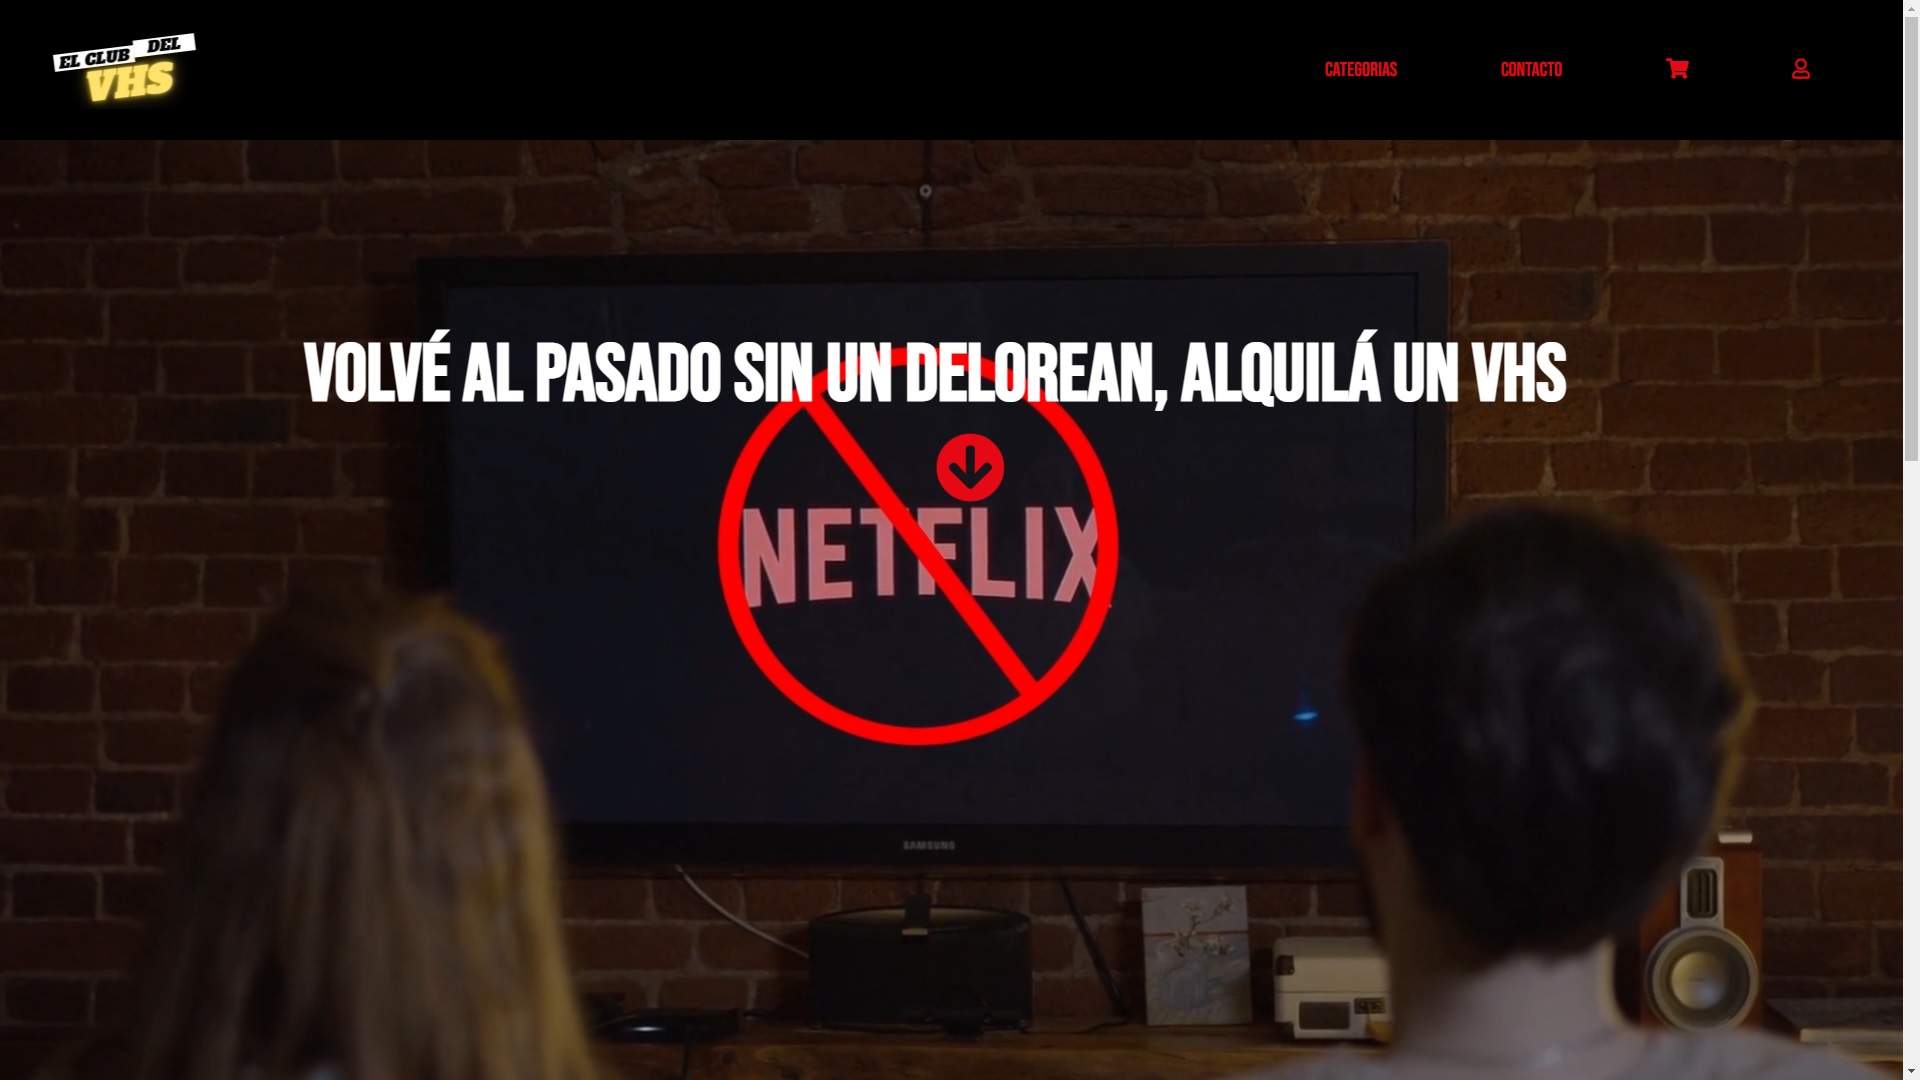 EL CLUB DEL
VHS
CATEGORIAS
CONTACTO
VOLVÉ AL PASADO SIN UN DELOREAN, ALQUILÁ UN VHS
NETFLIX
SAMSUNG